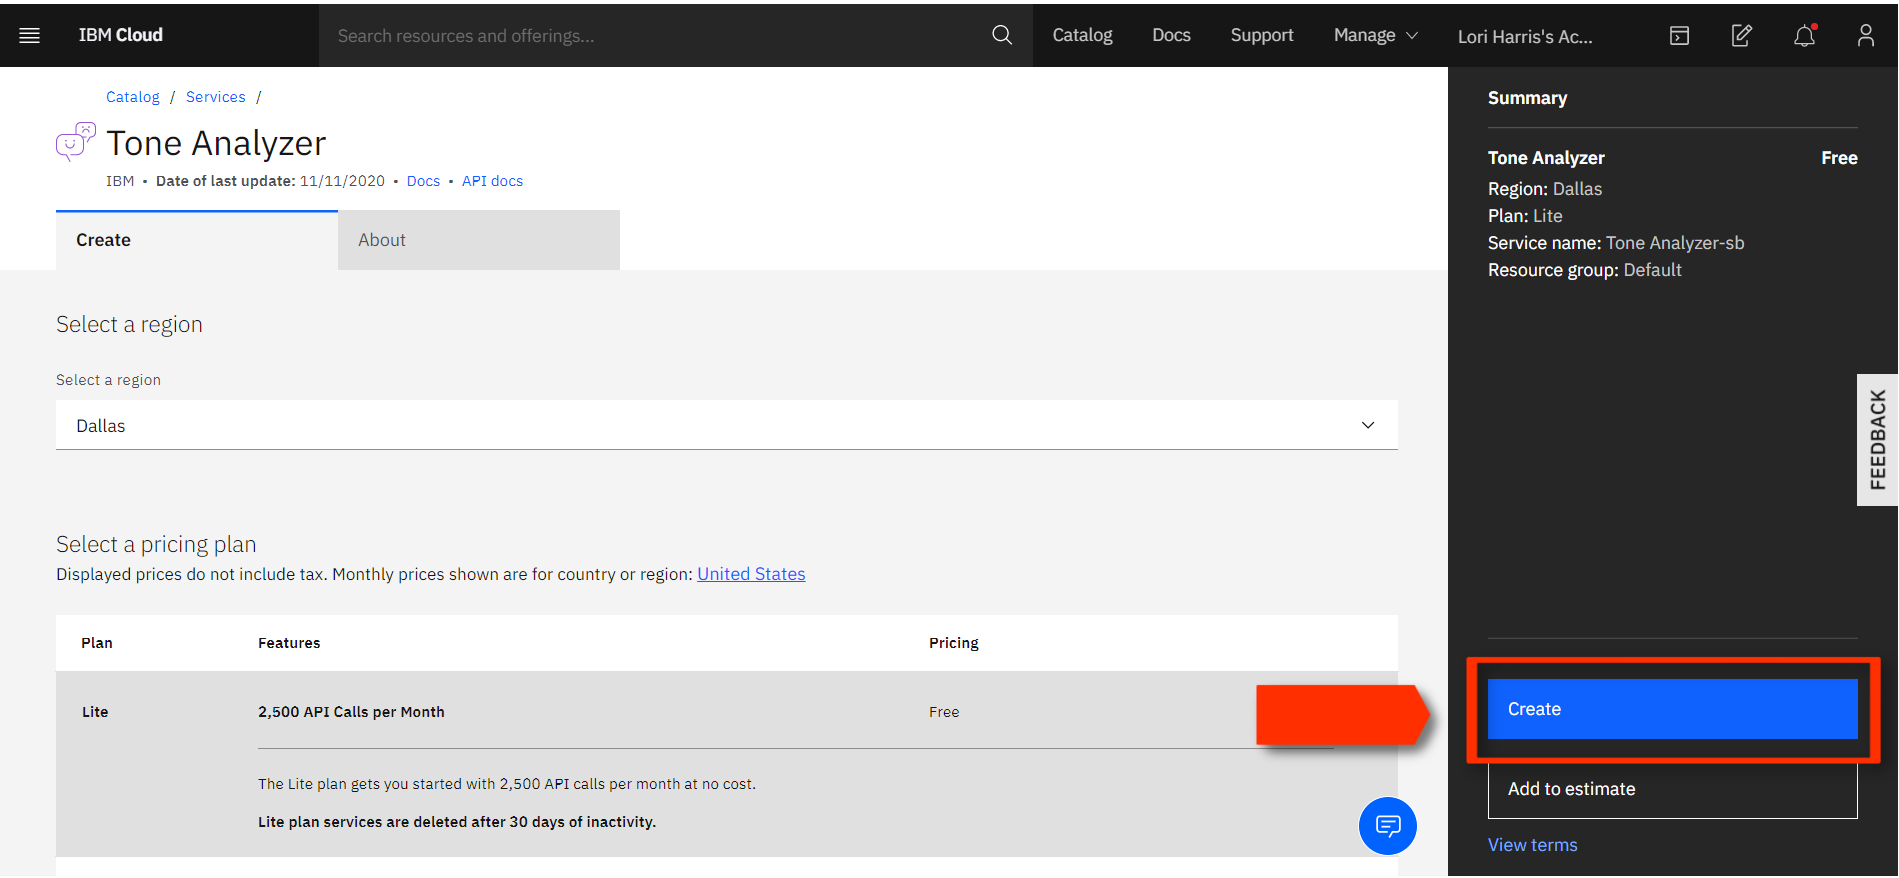 IBM Cloud
Search resources and offerings...
Catalog
Docs
Support
Manage
Lori Harris's Ac...
Catalog / Services /
Tone Analyzer
IBM • Date of last update: 11/11/2020 • Docs • API docs
Create
About
Select a region
Select a region
Dallas
Select a pricing plan
Displayed prices do not include tax. Monthly prices shown are for country or region: United States
Plan Features Pricing
Lite 2,500 API Calls per Month Free
The Lite plan gets you started with 2,500 API calls per month at no cost.
Lite plan services are deleted after 30 days of inactivity.
Summary
Tone Analyzer Free
Region: Dallas
Plan: Lite
Service name: Tone Analyzer-sb
Resource group: Default
FEEDBACK
Create
Add to estimate
View terms